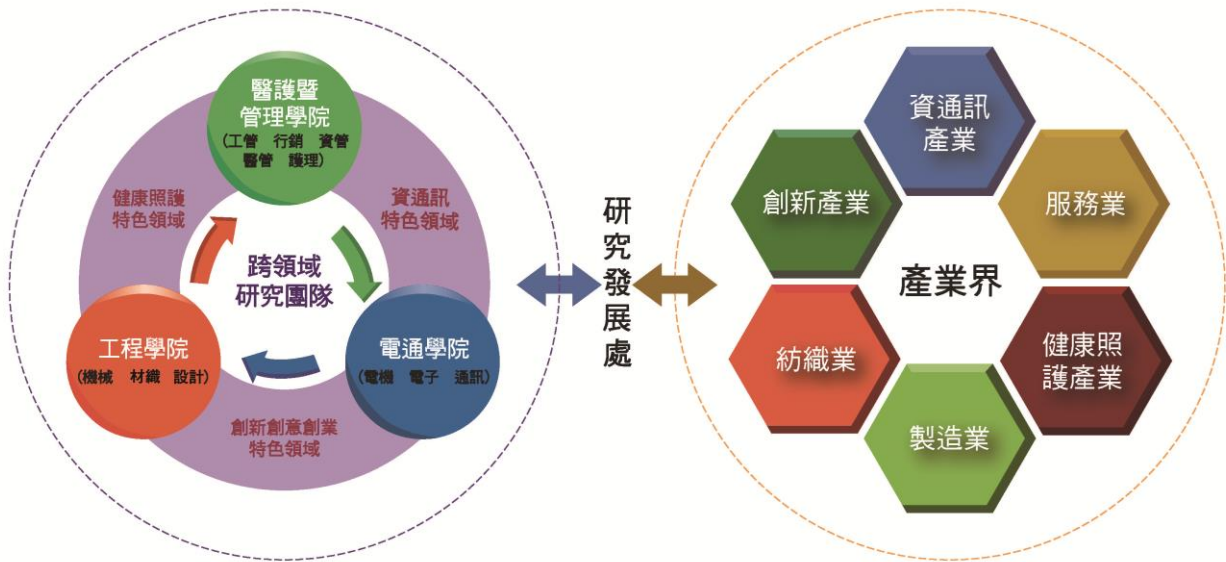 醫護暨
管理學院
(工管 行銷 資管
醫管 護理)
健康照護
特色領域
資通訊
特色領域
跨領域
研究團隊
工程學院
(機械 材織 設計)
電通學院
(電機 電子 通訊)
創新創意創業
特色領域
研究發展處
資通訊
產業
創新產業
服務業
產業界
紡織業
健康照
護產業
製造業